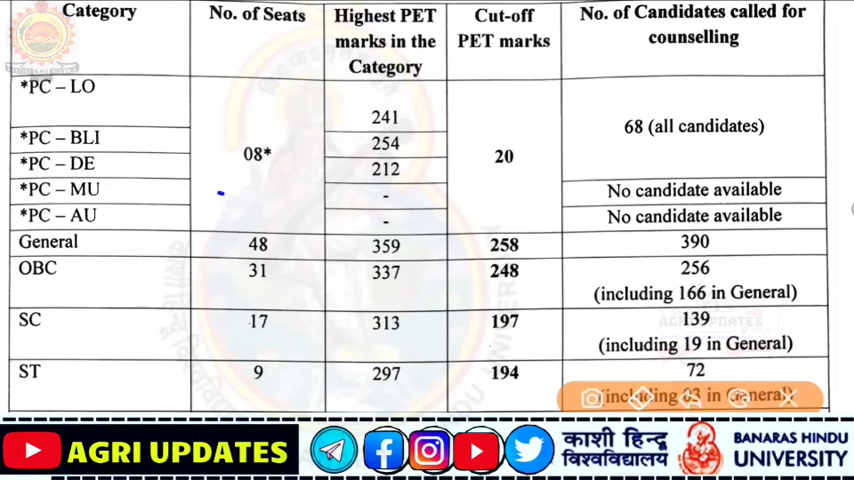 Category No. of Seats Highest PET marks in the Category Cut-off PET marks No. of Candidates called for counselling
*PC – LO 08* 241 20 68 (all candidates)
*PC – BLI 254
*PC – DE 212
*PC – MU - No candidate available
*PC – AU - No candidate available
General 48 359 258 390
OBC 31 337 248 256
(including 166 in General)
SC 17 313 197 139
(including 19 in General)
ST 9 297 194 72
(including 03 in General)
AGRI UPDATES
काशी हिन्दू
विश्वविद्यालय
BANARAS HINDU
UNIVERSITY